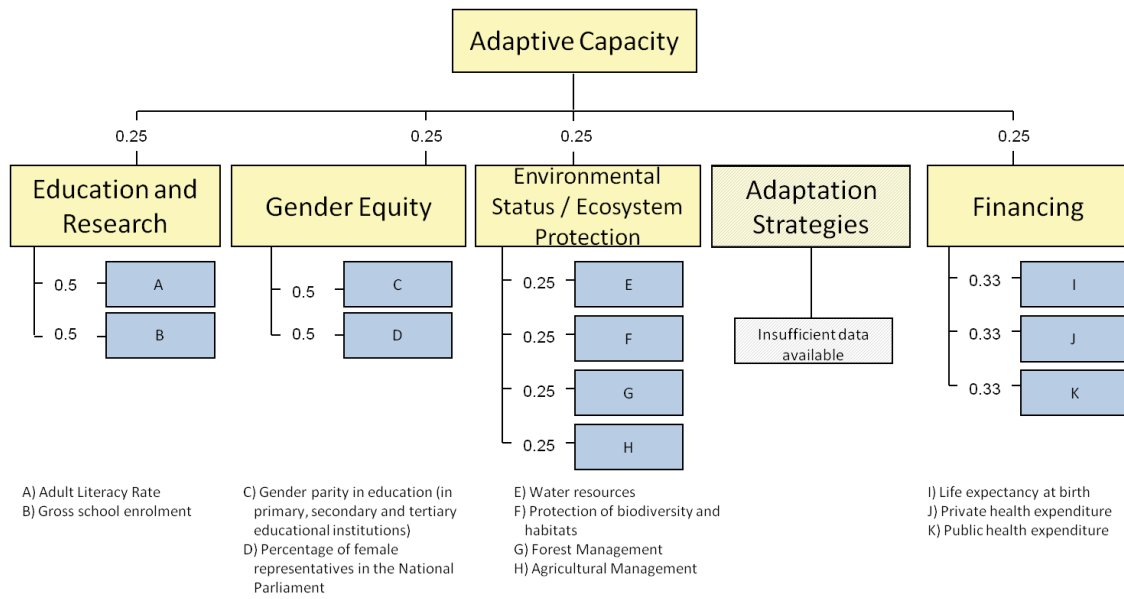 Adaptive Capacity
0.25
0.25
0.25
0.25
Education and
Research
Gender Equity
Environmental
Status / Ecosystem
Protection
Adaptation
Strategies
Financing
0.5
A
0.5
B
0.5
C
0.5
D
0.25
E
0.25
F
0.25
G
0.25
H
Insufficient data
available
0.33
I
0.33
J
0.33
K
A) Adult Literacy Rate
B) Gross school enrolment
C) Gender parity in education (in
primary, secondary and tertiary
educational institutions)
D) Percentage of female
representatives in the National
Parliament
E) Water resources
F) Protection of biodiversity and
habitats
G) Forest Management
H) Agricultural Management
I) Life expectancy at birth
J) Private health expenditure
K) Public health expenditure